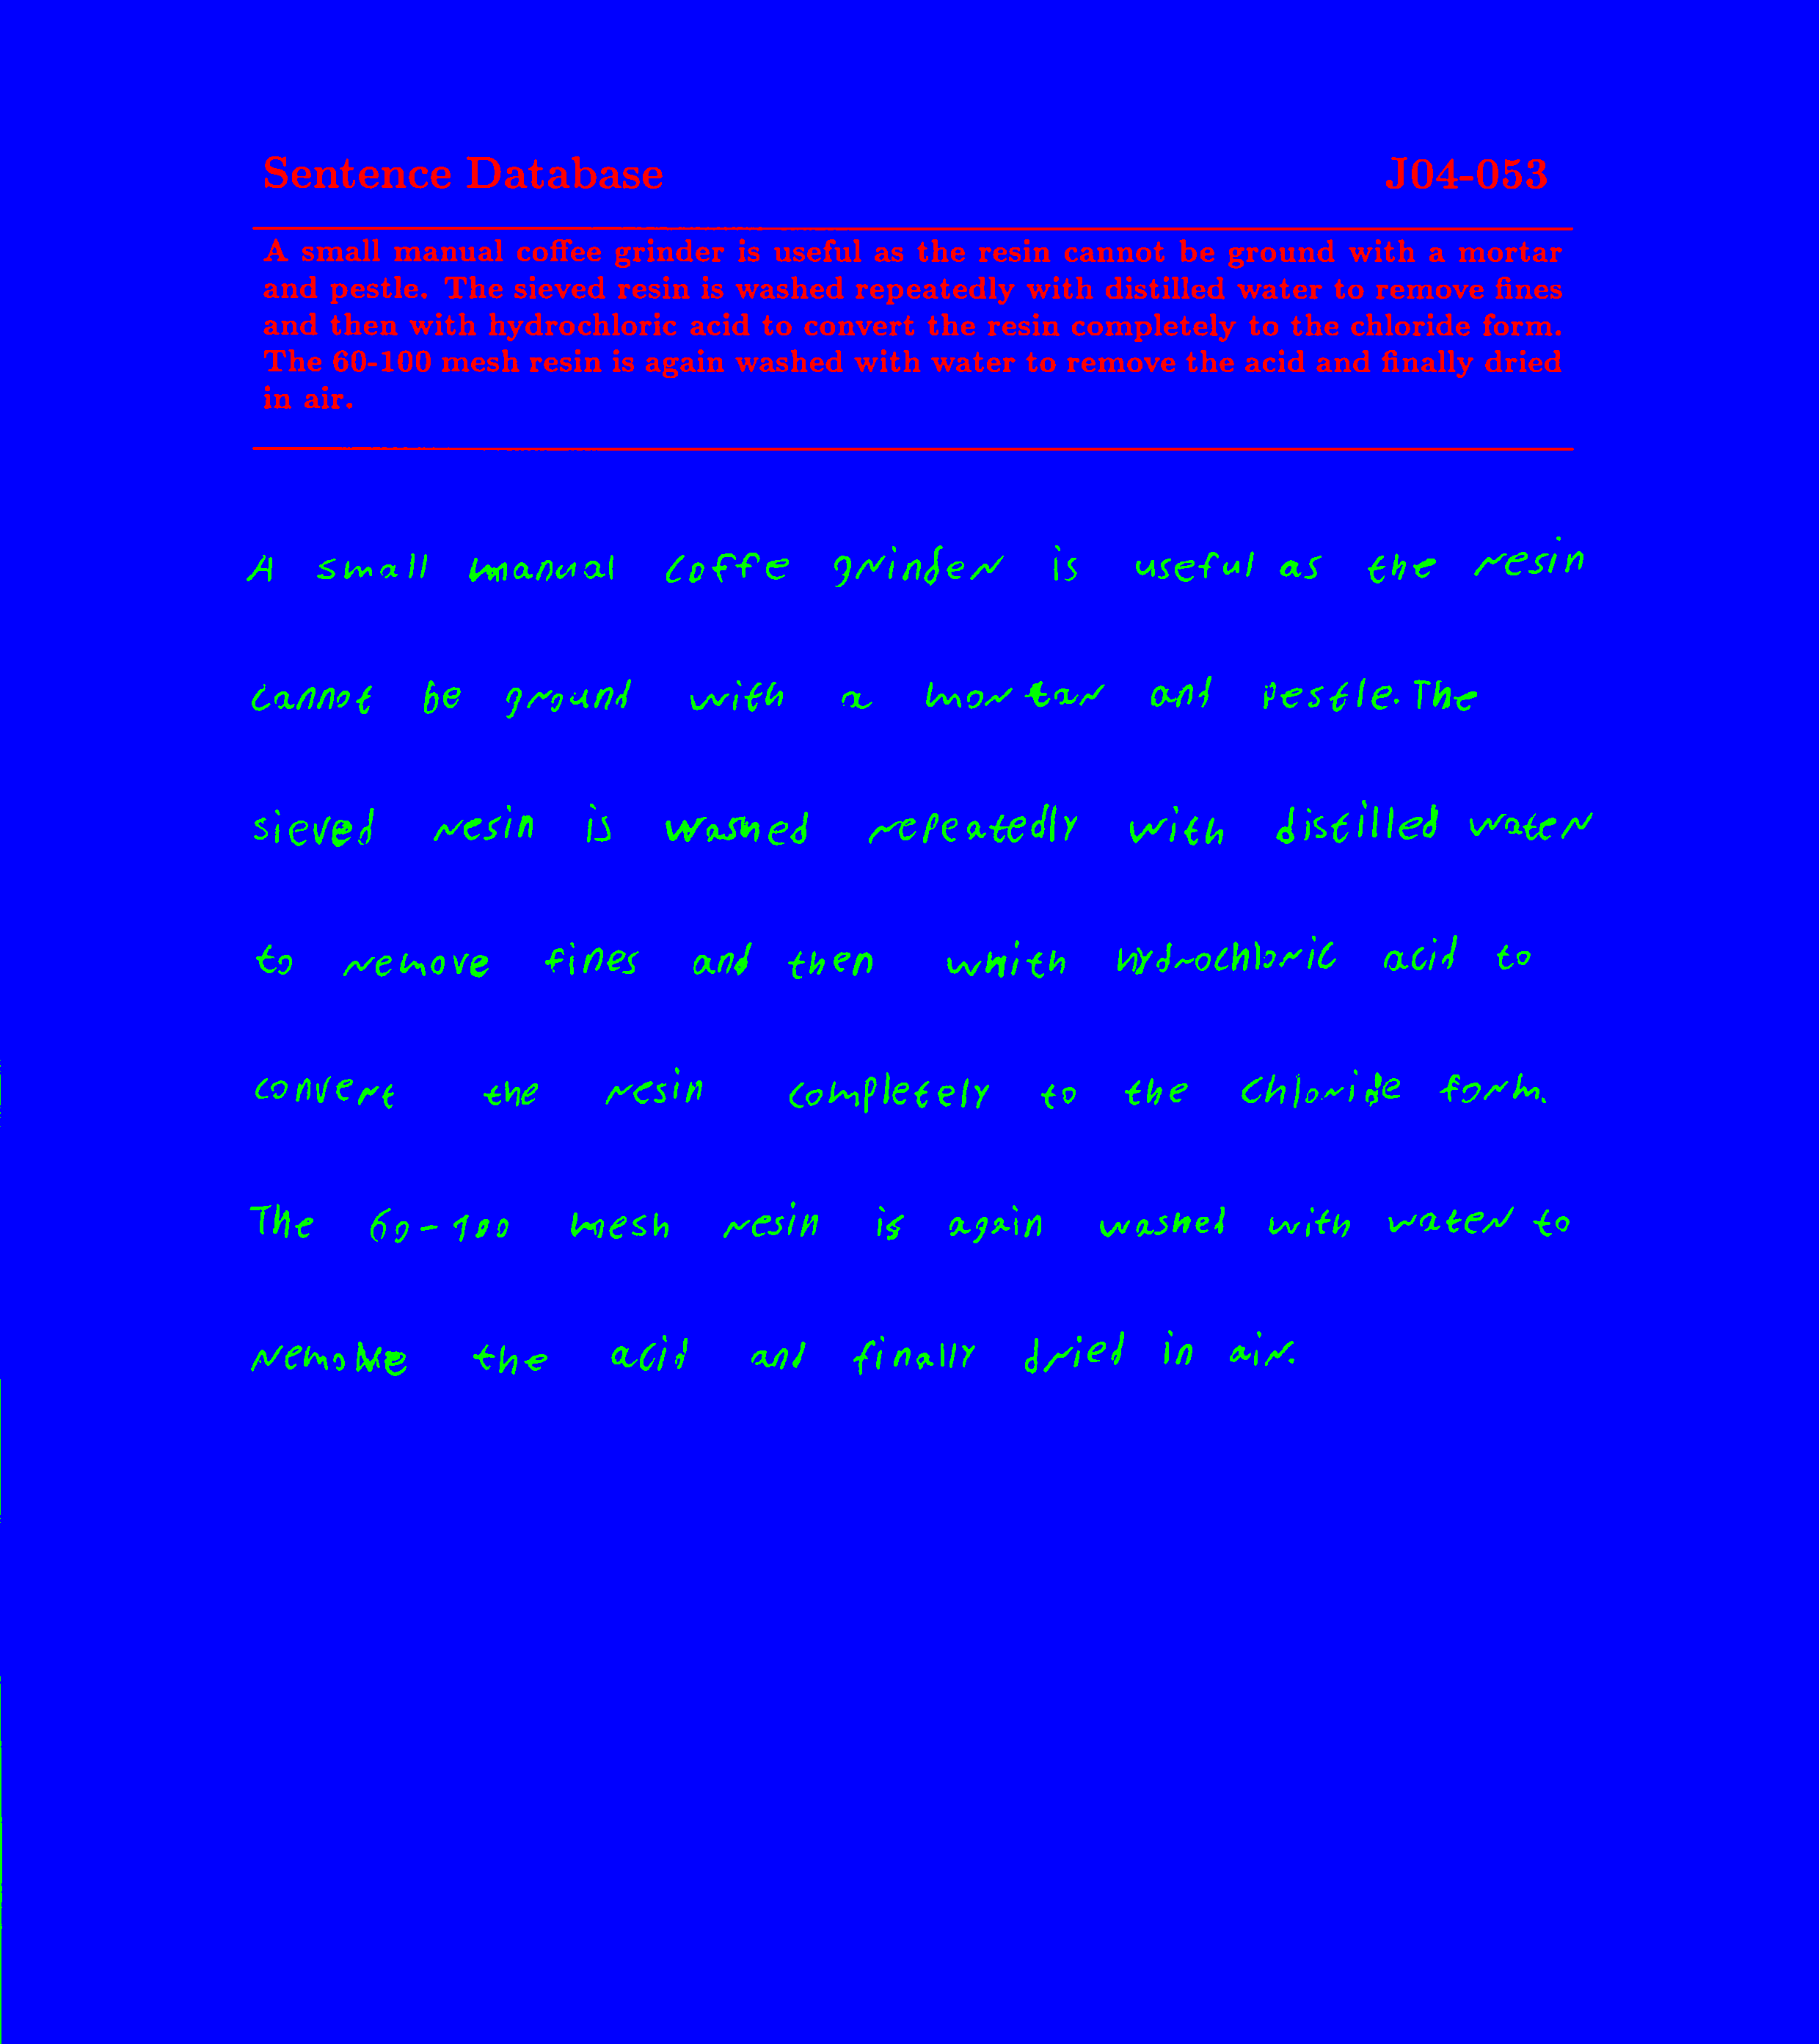 Sentence Database J04-053
A small manual coffee grinder is useful as the resin cannot be ground with a mortar
and pestle. The sieved resin is washed repeatedly with distilled water to remove fines
and then with hydrochloric acid to convert the resin completely to the chloride form.
The 60-100 mesh resin is again washed with water to remove the acid and finally dried
in air.
A small manual coffe grinder is useful as the resin
cannot be ground with a mortar and pestle. The
sieved resin is washed repeatedly with distilled water
to remove fines and then whith hydrochloric acid to
convert the resin completely to the chloride form.
The 60-100 mesh resin is again washed with water to
remove the acid and finally dried in air.